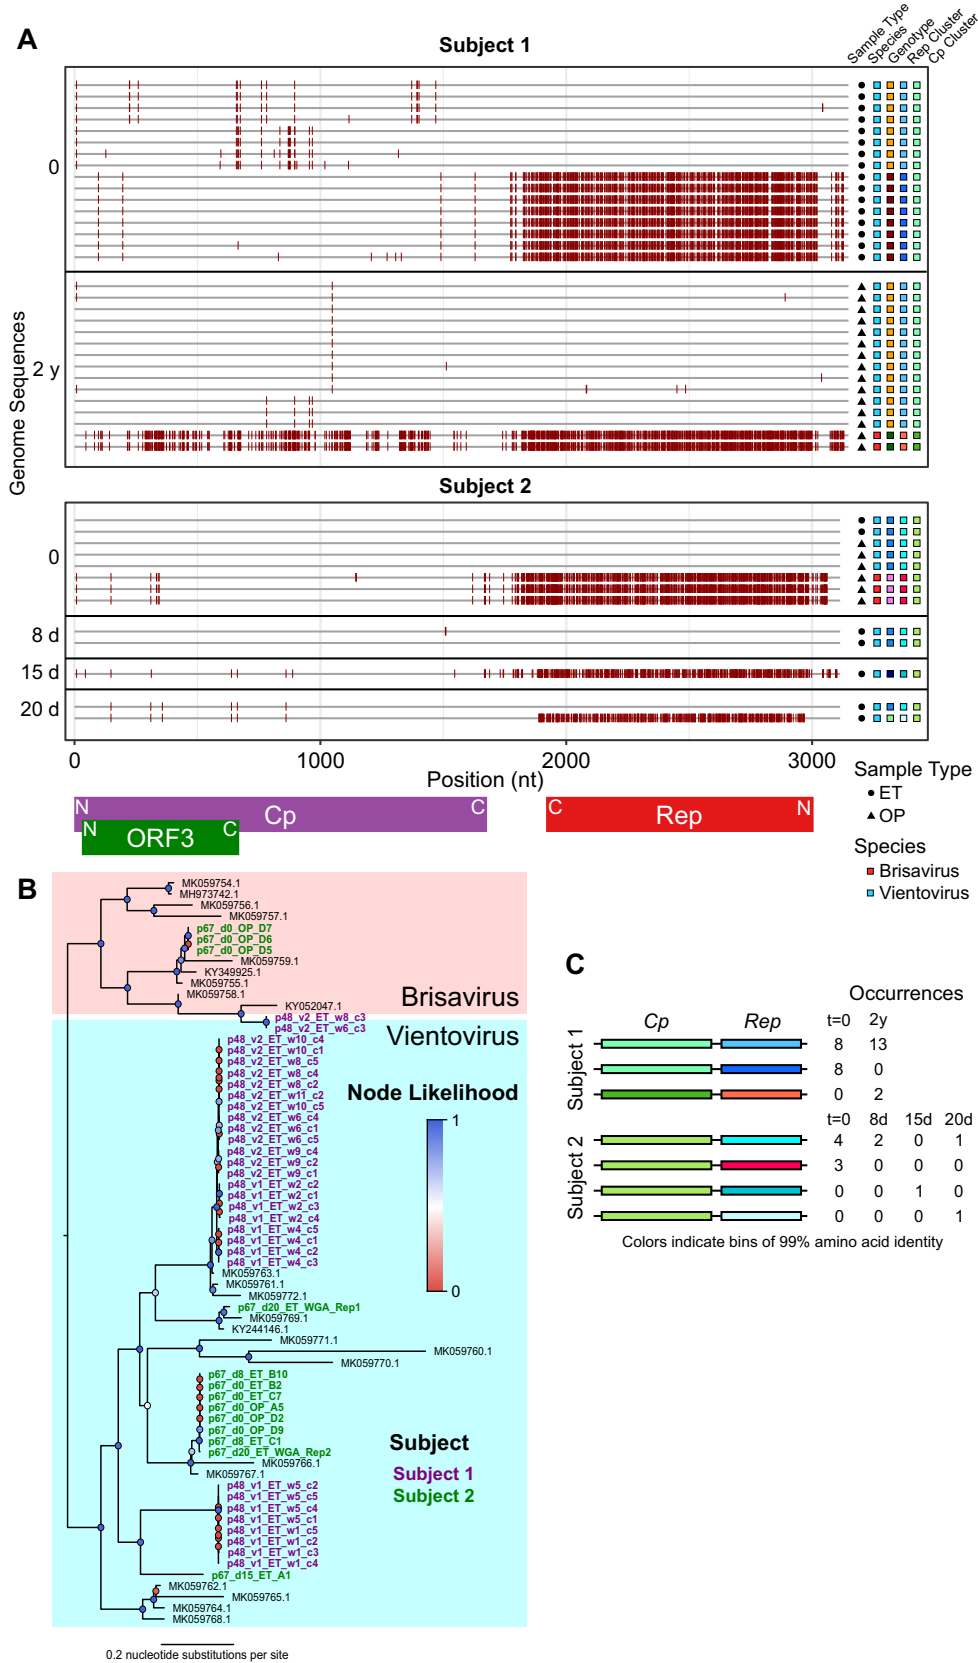 A
Subject 1
Sample Type
Species
Genotype
Rep Cluster
Cp Cluster
Genome Sequences
0
2 y
Subject 2
0
8 d
15 d
20 d
0 1000 2000 3000
Position (nt)
N Cp C
N ORF3 C
C Rep N
Sample Type
ET
OP
Species
Brisavirus
Vientovirus
B
MK059754.1
MH973742.1
MK059756.1
MK059757.1
p67_d0_OP_D7
p67_d0_OP_D6
p67_d0_OP_D5
MK059759.1
KY349925.1
MK059755.1
MK059758.1
Brisavirus
KY052047.1
p48_v2_ET_w8_c3
p48_v2_ET_w6_c3
Vientovirus
p48_v2_ET_w10_c4
p48_v2_ET_w10_c1
p48_v2_ET_w8_c5
p48_v2_ET_w8_c4
p48_v2_ET_w8_c2
p48_v2_ET_w11_c2
p48_v2_ET_w10_c5
p48_v2_ET_w6_c4
p48_v2_ET_w6_c1
p48_v2_ET_w6_c5
p48_v2_ET_w9_c4
p48_v2_ET_w9_c2
p48_v2_ET_w9_c1
p48_v1_ET_w2_c2
p48_v1_ET_w2_c1
p48_v1_ET_w2_c3
p48_v1_ET_w2_c4
p48_v1_ET_w4_c5
p48_v1_ET_w4_c1
p48_v1_ET_w4_c2
p48_v1_ET_w4_c3
MK059763.1
MK059761.1
MK059772.1
p67_d20_ET_WGA_Rep1
MK059769.1
KY244146.1
MK059771.1
MK059760.1
MK059770.1
p67_d8_ET_B10
p67_d0_ET_B2
p67_d0_ET_C7
p67_d0_OP_A5
p67_d0_OP_D2
p67_d0_OP_D9
p67_d8_ET_C1
p67_d20_ET_WGA_Rep2
MK059766.1
MK059767.1
p48_v1_ET_w5_c2
p48_v1_ET_w5_c5
p48_v1_ET_w5_c4
p48_v1_ET_w5_c1
p48_v1_ET_w1_c5
p48_v1_ET_w1_c2
p48_v1_ET_w1_c3
p48_v1_ET_w1_c4
p67_d15_ET_A1
MK059762.1
MK059765.1
MK059764.1
MK059768.1
Node Likelihood
1
0
Subject
Subject 1
Subject 2
0.2 nucleotide substitutions per site
C
Occurrences
Cp Rep t=0 2y
Subject 1
8 13
8 0
0 2
t=0 8d 15d 20d
Subject 2
4 2 0 1
3 0 0 0
0 0 1 0
0 0 0 1
Colors indicate bins of 99% amino acid identity